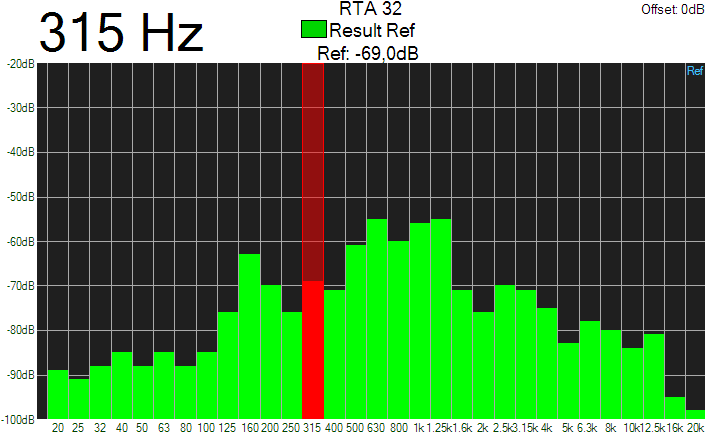 315 Hz
RTA 32
Offset: 0dB
Result Ref
Ref: -69,0dB
Ref
-20dB
-30dB
-40dB
-50dB
-60dB
-70dB
-80dB
-90dB
-100dB
20 25 32 40 50 63 80 100 125 160 200 250 315 400 500 630 800 1k 1.25k 1.6k 2k 2.5k 3.15k 4k 5k 6.3k 8k 10k 12.5k 16k 20k